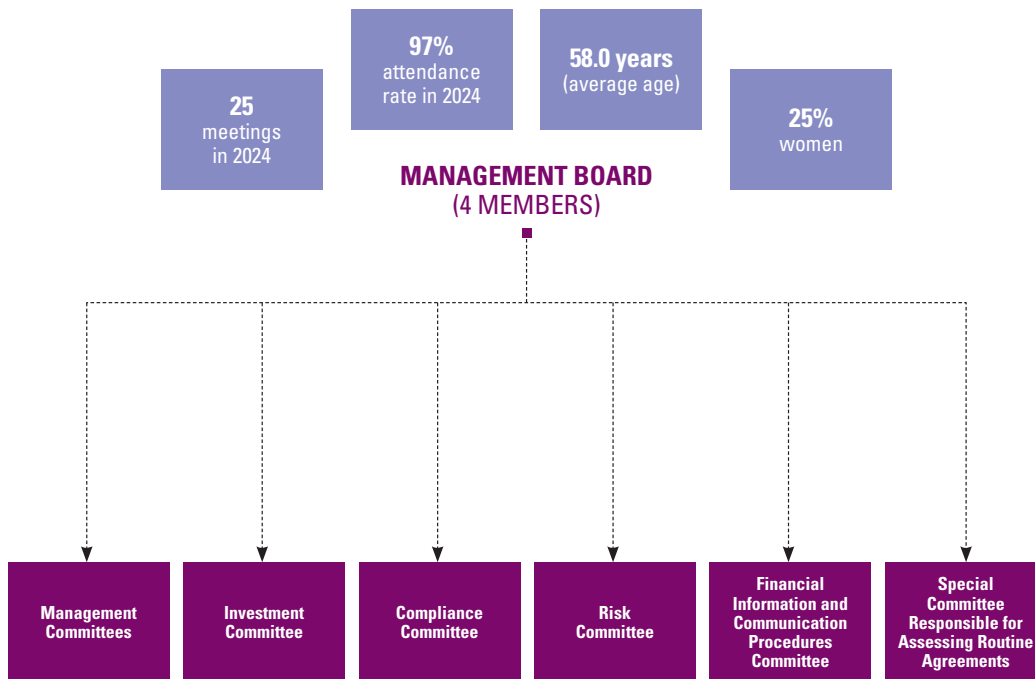 25
meetings
in 2024
97%
attendance
rate in 2024
58.0 years
(average age)
25%
women
MANAGEMENT BOARD
(4 MEMBERS)
Management
Committees
Investment
Committee
Compliance
Committee
Risk
Committee
Financial
Information and
Communication
Procedures
Committee
Special
Committee
Responsible for
Assessing Routine
Agreements